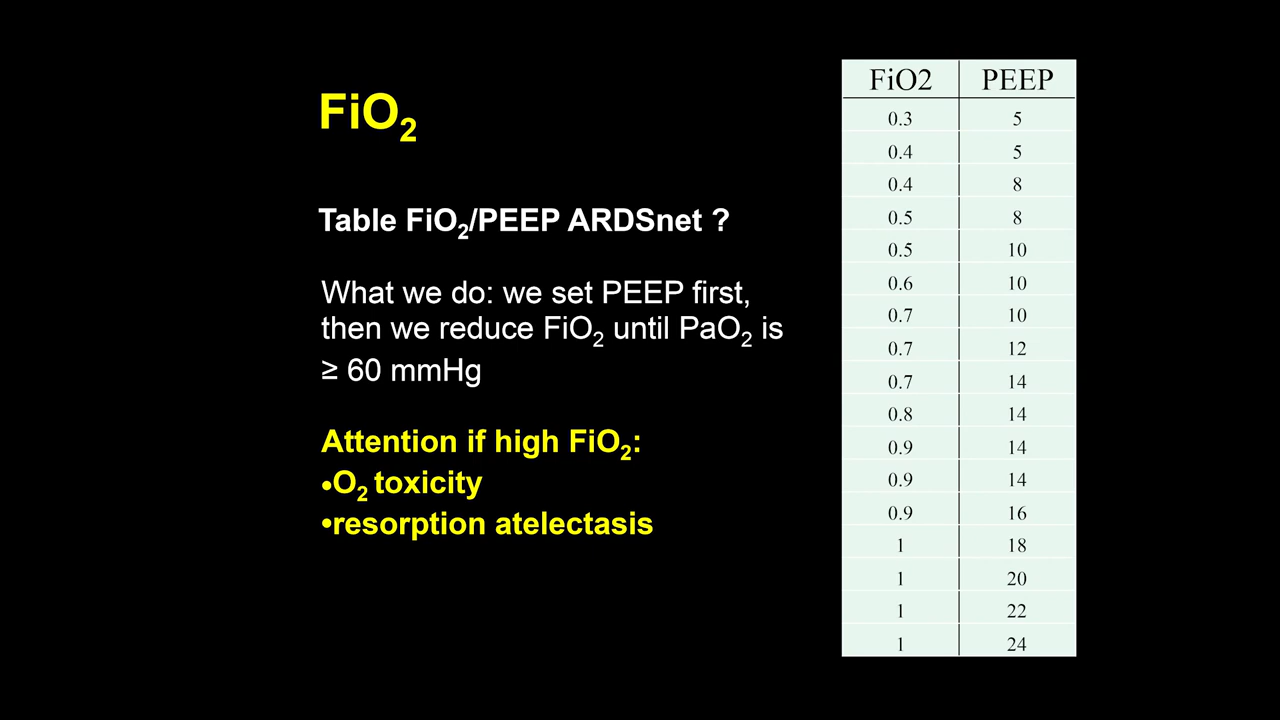 FiO₂
Table FiO₂/PEEP ARDSnet ?
What we do: we set PEEP first,
then we reduce FiO₂ until PaO₂ is
≥ 60 mmHg
Attention if high FiO₂:
•O₂ toxicity
•resorption atelectasis
FiO2 PEEP
0.3 5
0.4 5
0.4 8
0.5 8
0.5 10
0.6 10
0.7 10
0.7 12
0.7 14
0.8 14
0.9 14
0.9 14
0.9 16
1 18
1 20
1 22
1 24